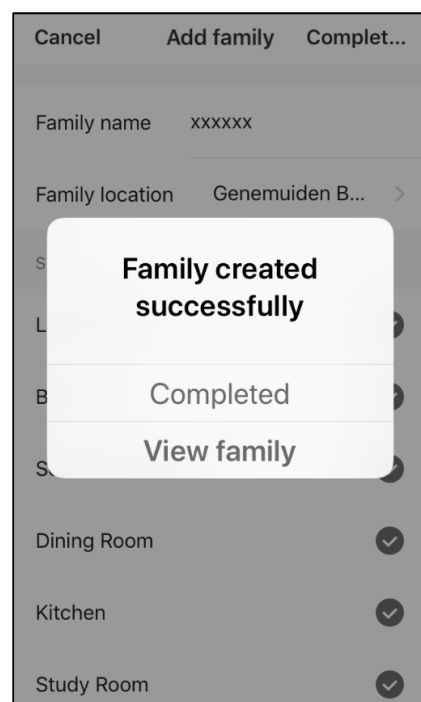 Cancel Add family Complet...
Family name xxxxxx
Family location Genemuiden B...
Family created
successfully
Completed
View family
Dining Room
Kitchen
Study Room